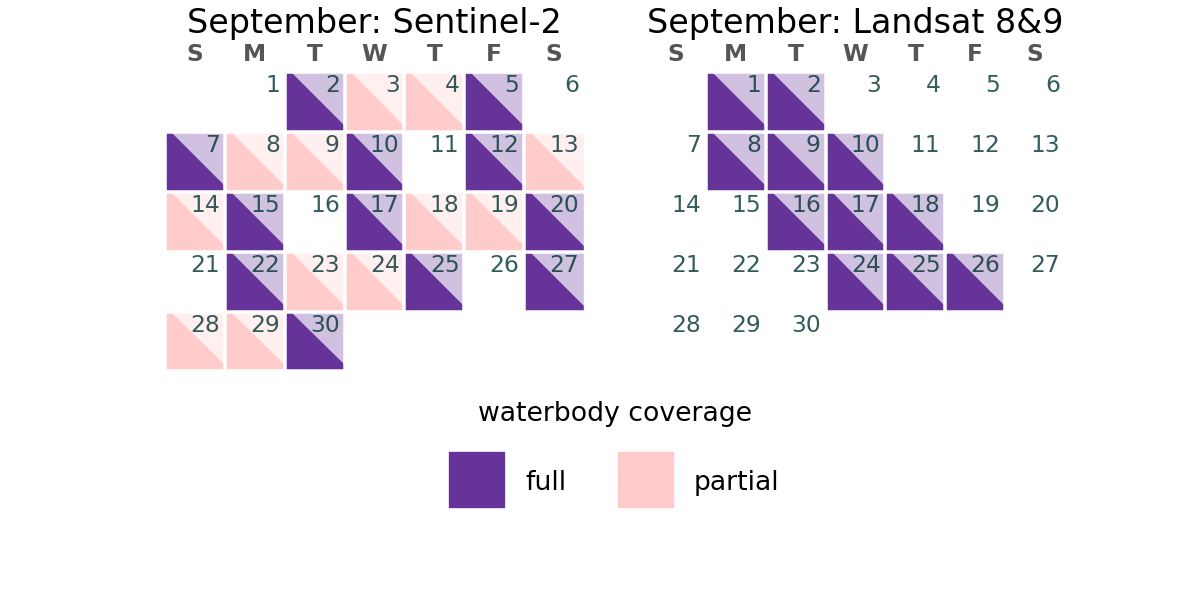 September: Sentinel-2
S M T W T F S
1 2 3 4 5 6
7 8 9 10 11 12 13
14 15 16 17 18 19 20
21 22 23 24 25 26 27
28 29 30
September: Landsat 8&9
S M T W T F S
1 2 3 4 5 6
7 8 9 10 11 12 13
14 15 16 17 18 19 20
21 22 23 24 25 26 27
28 29 30
waterbody coverage
full partial